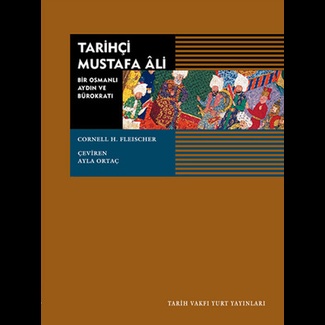 TARİHÇİ
MUSTAFA ÂLİ
BİR OSMANLI
AYDIN VE
BÜROKRATI
CORNELL H. FLEISCHER
ÇEVİREN
AYLA ORTAÇ
TARİH VAKFI YURT YAYINLARI